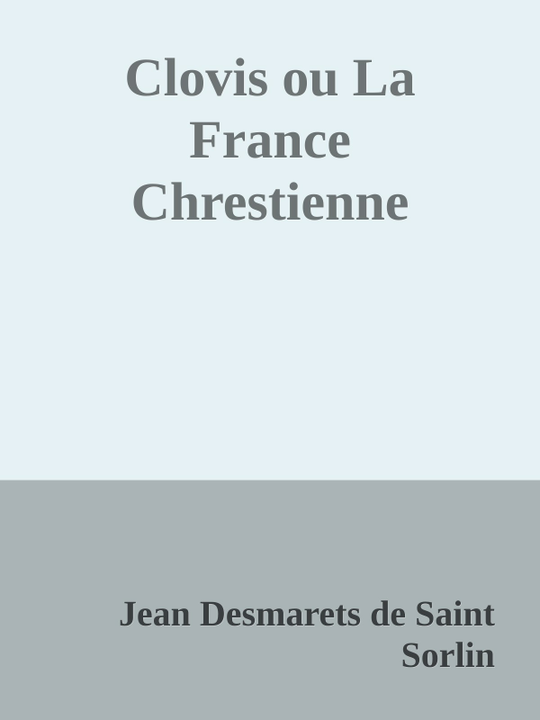 Clovis ou La
France
Chrestienne
Jean Desmarets de Saint
Sorlin